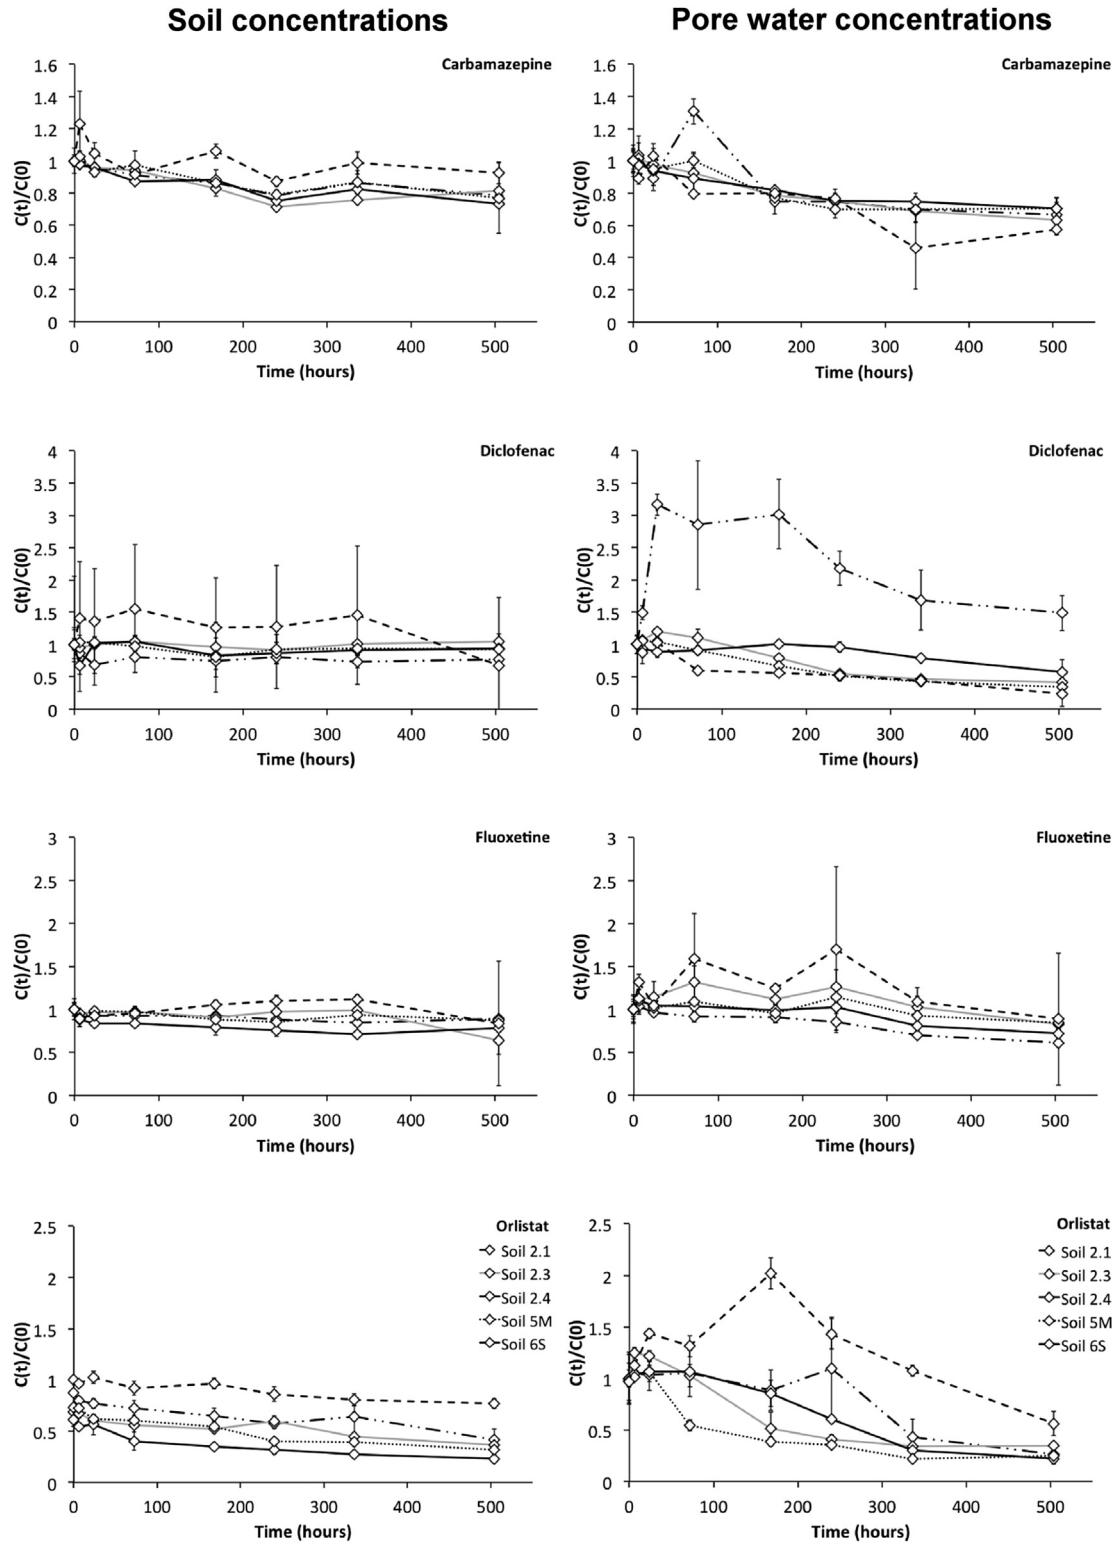 Soil concentrations
Pore water concentrations
Carbamazepine
C(t)/C(0)
1.6
1.4
1.2
1
0.8
0.6
0.4
0.2
0
0 100 200 300 400 500
Time (hours)
Carbamazepine
C(t)/C(0)
1.6
1.4
1.2
1
0.8
0.6
0.4
0.2
0
0 100 200 300 400 500
Time (hours)
Diclofenac
C(t)/C(0)
4
3.5
3
2.5
2
1.5
1
0.5
0
0 100 200 300 400 500
Time (hours)
Diclofenac
C(t)/C(0)
4
3.5
3
2.5
2
1.5
1
0.5
0
0 100 200 300 400 500
Time (hours)
Fluoxetine
C(t)/C(0)
3
2.5
2
1.5
1
0.5
0
0 100 200 300 400 500
Time (hours)
Fluoxetine
C(t)/C(0)
3
2.5
2
1.5
1
0.5
0
0 100 200 300 400 500
Time (hours)
Orlistat
Soil 2.1
Soil 2.3
Soil 2.4
Soil 5M
Soil 6S
C(t)/C(0)
2.5
2
1.5
1
0.5
0
0 100 200 300 400 500
Time (hours)
Orlistat
Soil 2.1
Soil 2.3
Soil 2.4
Soil 5M
Soil 6S
C(t)/C(0)
2.5
2
1.5
1
0.5
0
0 100 200 300 400 500
Time (hours)